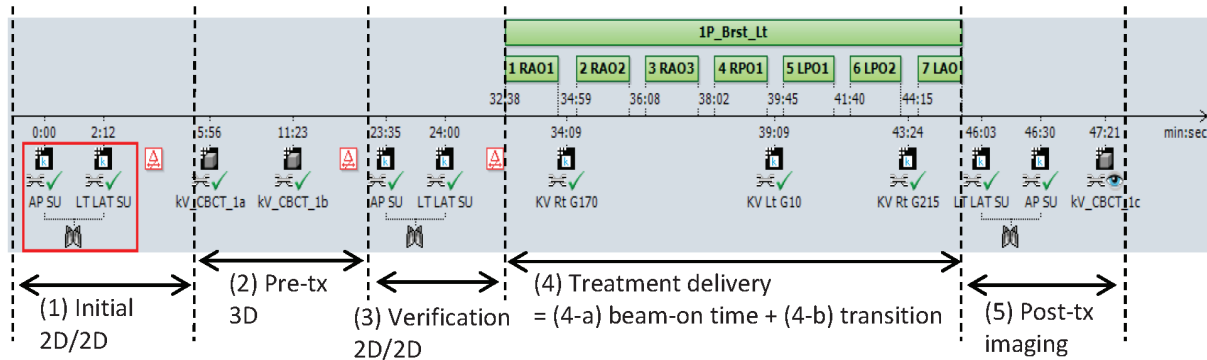 1P_Brst_Lt
1 RAO1 2 RAO2 3 RAO3 4 RPO1 5 LPO1 6 LPO2 7 LAO
32:38 34:59 36:08 38:02 39:45 41:40 44:15
0:00 2:12 5:56 11:23 23:35 24:00 34:09 39:09 43:24 46:03 46:30 47:21 min:sec
AP SU LT LAT SU kV_CBCT_1a kV_CBCT_1b AP SU LT LAT SU KV Rt G170 KV Lt G10 KV Rt G215 LT LAT SU AP SU kV_CBCT_1c
(1) Initial
2D/2D
(2) Pre-tx
3D
(3) Verification
2D/2D
(4) Treatment delivery
= (4-a) beam-on time + (4-b) transition
(5) Post-tx
imaging